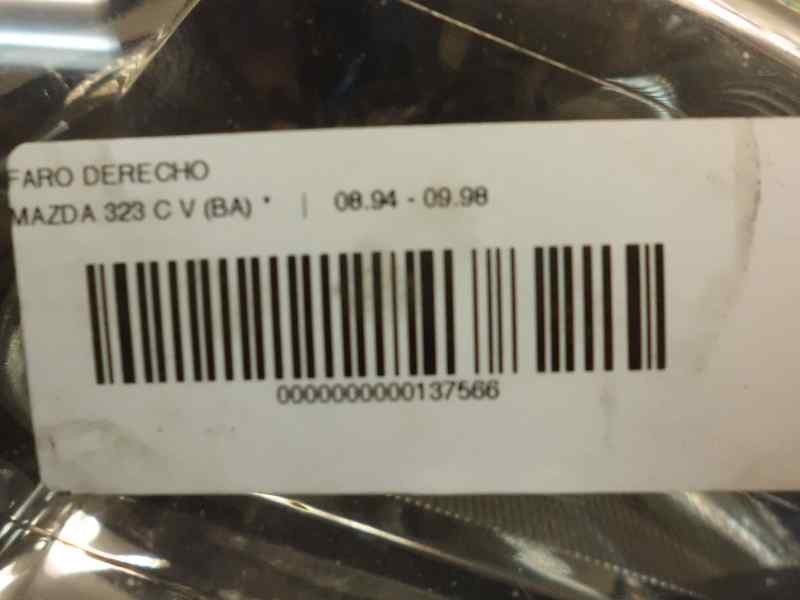 FARO DERECHO
MAZDA 323 C V (BA) * | 08.94 - 09.98
0000000000137566